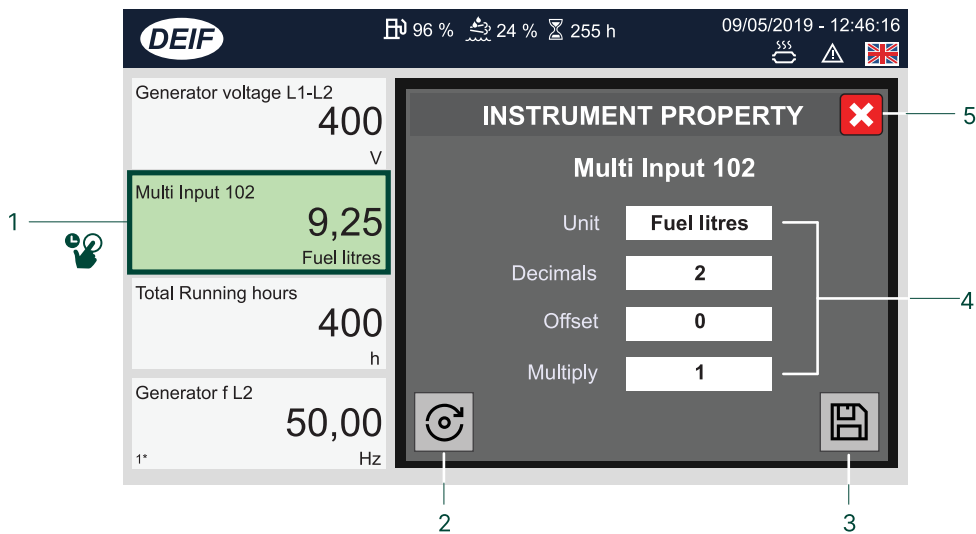 DEIF
96 % 24 % 255 h
09/05/2019 - 12:46:16
Generator voltage L1-L2
400
V
Multi Input 102
9,25
Fuel litres
Total Running hours
400
h
Generator f L2
50,00
1* Hz
INSTRUMENT PROPERTY
Multi Input 102
Unit Fuel litres
Decimals 2
Offset 0
Multiply 1
1
2
3
4
5